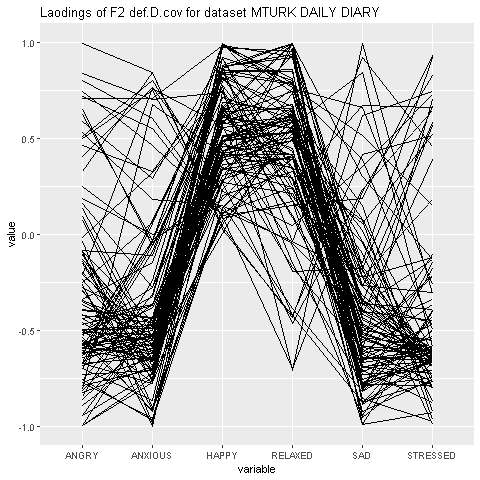 Laodings of F2 def.D.cov for dataset MTURK DAILY DIARY
1.0
0.5
0.0
-0.5
-1.0
value
ANGRY ANXIOUS HAPPY RELAXED SAD STRESSED
variable